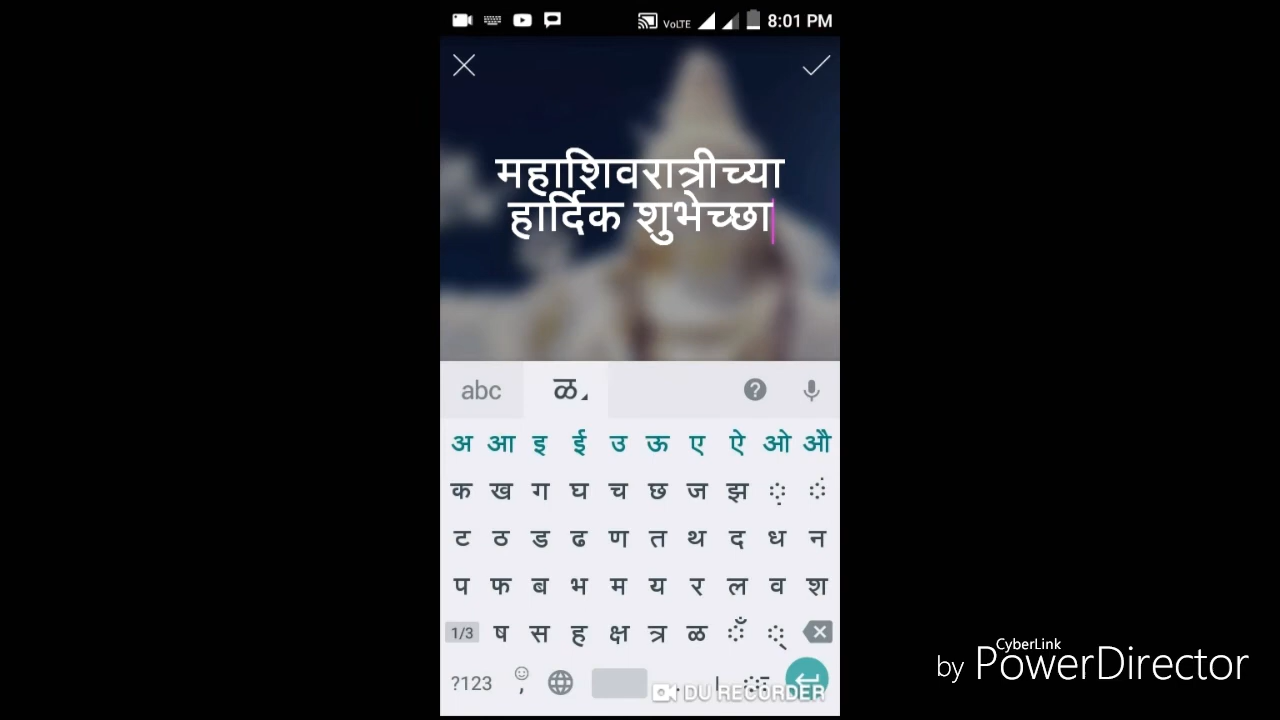 VoLTE 8:01 PM
महाशिवरात्रीच्या
हार्दिक शुभेच्छा
abc ळ ?
अ आ इ ई उ ऊ ए ऐ ओ औ
क ख ग घ च छ ज झ ृ ं
ट ठ ड ढ ण त थ द ध न
प फ ब भ म य र ल व श
1/3 ष स ह क्ष त्र ळ ँ ्
?123 , . ।
DU RECORDER
CyberLink
by PowerDirector